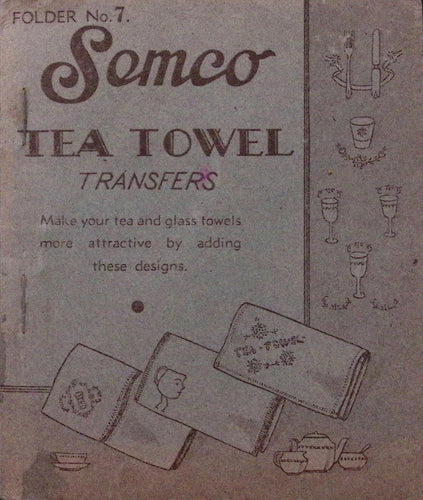 FOLDER No.7.
Semco
TEA TOWEL
TRANSFERS
Make your tea and glass towels
more attractive by adding
these designs.
TEA-TOWEL